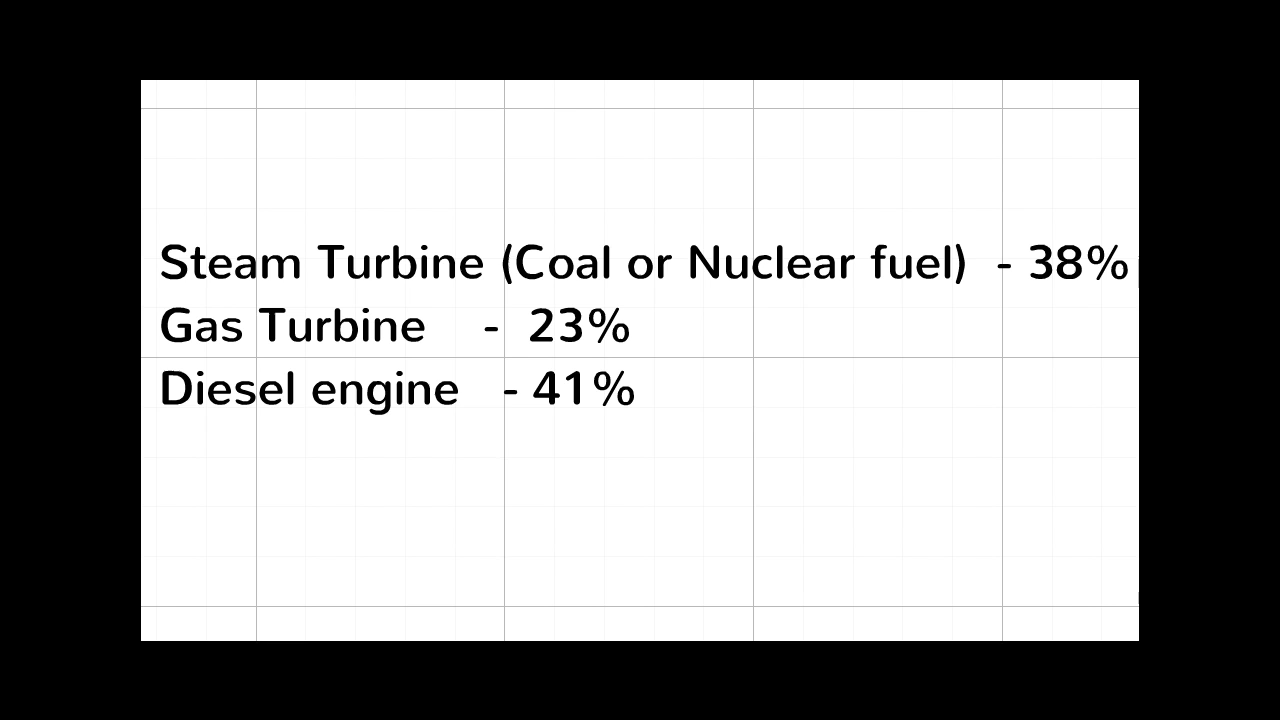 Steam Turbine (Coal or Nuclear fuel) - 38%
Gas Turbine - 23%
Diesel engine - 41%